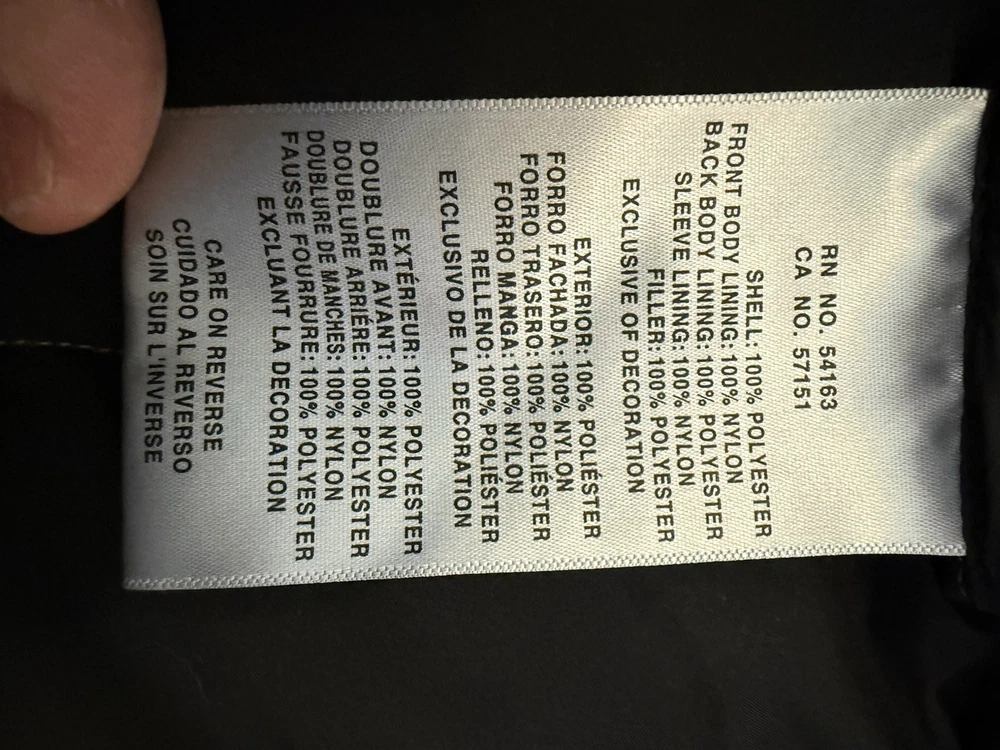 RN NO. 54163
CA NO. 57151
SHELL: 100% POLYESTER
FRONT BODY LINING: 100% NYLON
BACK BODY LINING: 100% POLYESTER
SLEEVE LINING: 100% NYLON
FILLER: 100% POLYESTER
EXCLUSIVE OF DECORATION
EXTERIOR: 100% POLIÉSTER
FORRO FACHADA: 100% NYLON
FORRO TRASERO: 100% POLIÉSTER
FORRO MANGA: 100% NYLON
RELLENO: 100% POLIÉSTER
EXCLUSIVO DE LA DECORATION
EXTÉRIEUR: 100% POLYESTER
DOUBLURE AVANT: 100% NYLON
DOUBLURE ARRIÉRE: 100% POLYESTER
DOUBLURE DE MANCHES: 100% NYLON
FAUSSE FOURRURE: 100% POLYESTER
EXCLUANT LA DECORATION
CARE ON REVERSE
CUIDADO AL REVERSO
SOIN SUR L'INVERSE